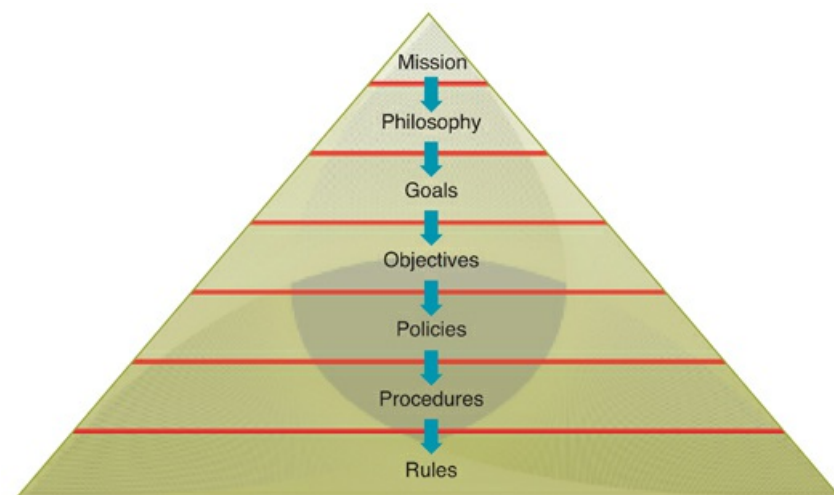 Mission
Philosophy
Goals
Objectives
Policies
Procedures
Rules